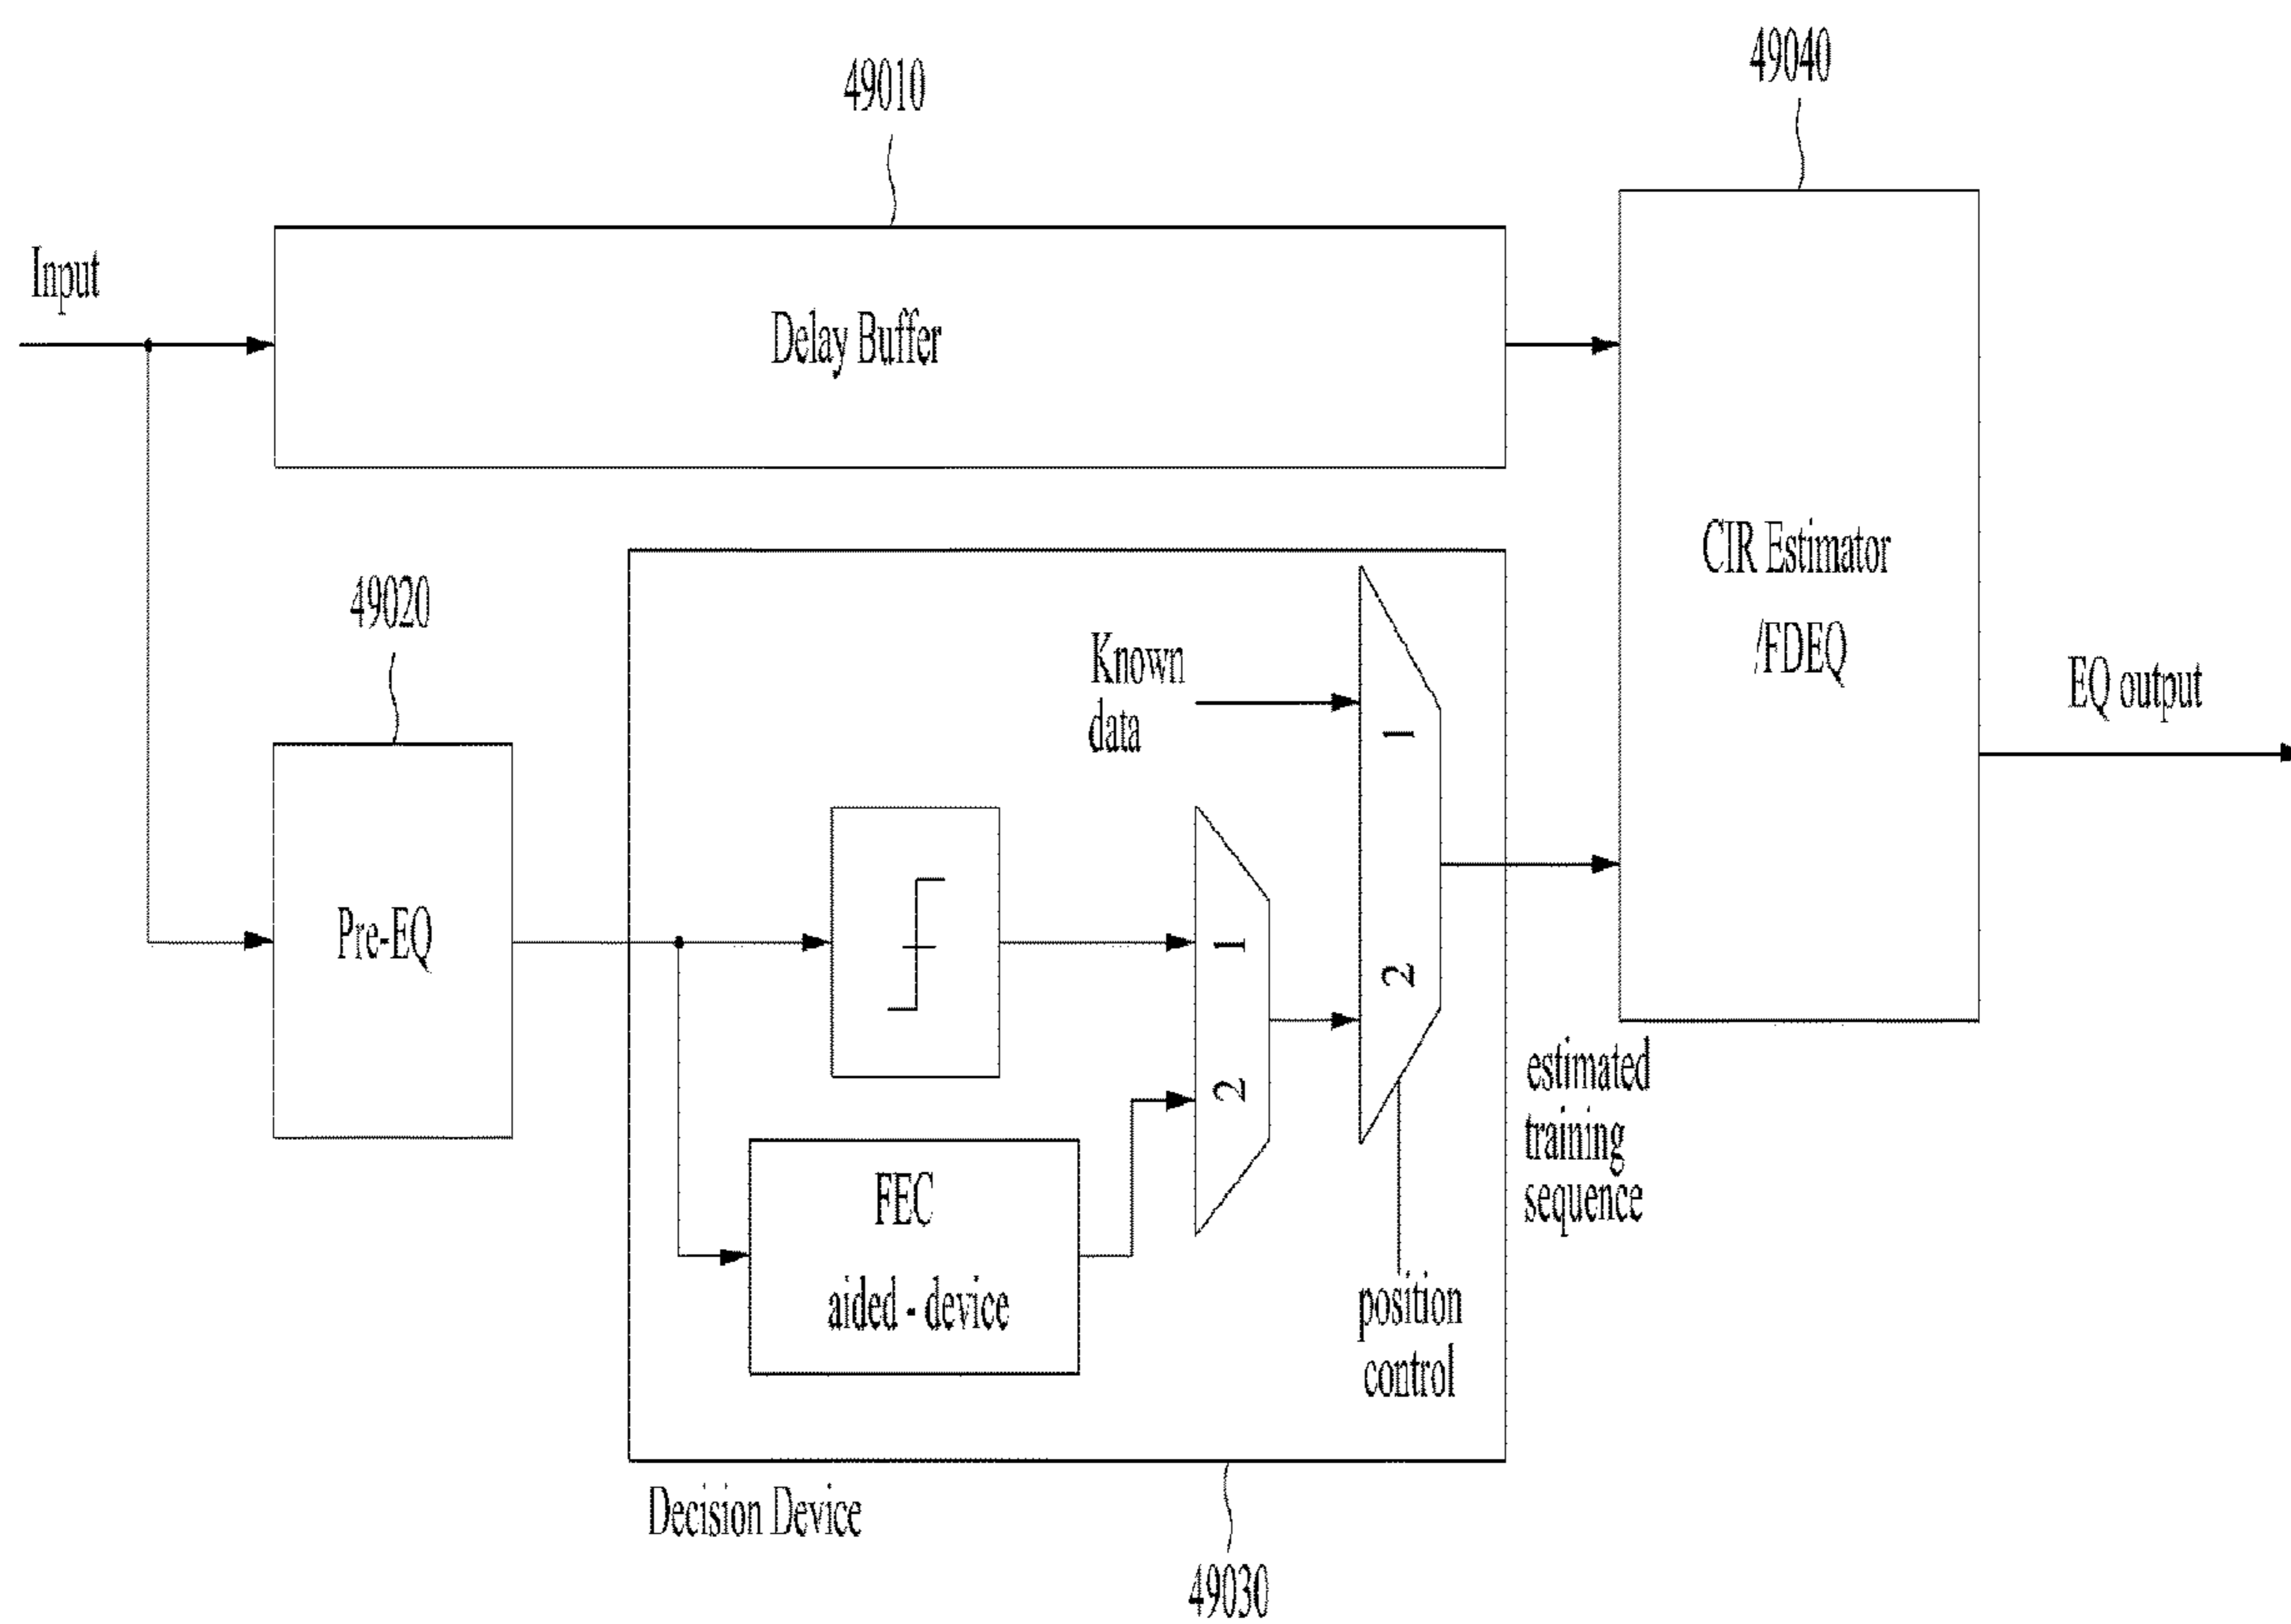 49010
49040
Input
Delay Buffer
CIR Estimator
/FDEQ
49020
Known
data
1
EQ output
Pre-EQ
1
2
2
estimated
training
sequence
FEC
aided - device
position
control
Decision Device
49030